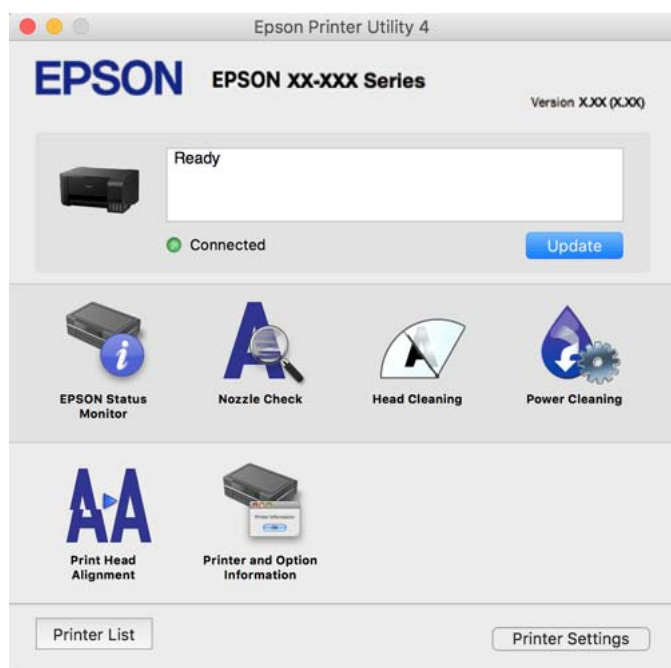 Epson Printer Utility 4
EPSON
EPSON XX-XXX Series
Version X.XX (X.XX)
Ready
Connected
Update
EPSON Status
Monitor
Nozzle Check
Head Cleaning
Power Cleaning
Print Head
Alignment
Printer and Option
Information
Printer List
Printer Settings